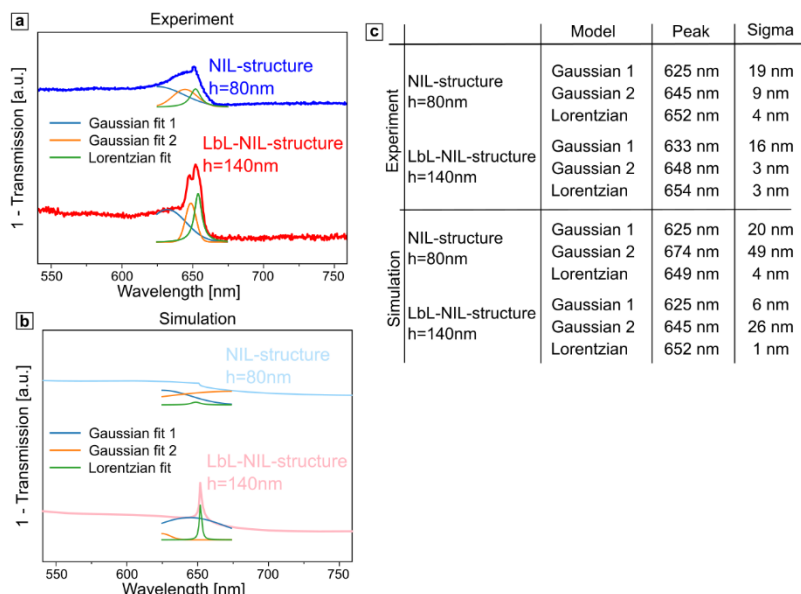 a
Experiment
NIL-structure
h=80nm
Gaussian fit 1
Gaussian fit 2
Lorentzian fit
LbL-NIL-structure
h=140nm
1 - Transmission [a.u.]
550 600 650 700 750
Wavelength [nm]
b
Simulation
NIL-structure
h=80nm
Gaussian fit 1
Gaussian fit 2
Lorentzian fit
LbL-NIL-structure
h=140nm
1 - Transmission [a.u.]
550 600 650 700 750
Wavelength [nm]
c
Model Peak Sigma
Experiment
NIL-structure
h=80nm
Gaussian 1 625 nm 19 nm
Gaussian 2 645 nm 9 nm
Lorentzian 652 nm 4 nm
LbL-NIL-structure
h=140nm
Gaussian 1 633 nm 16 nm
Gaussian 2 648 nm 3 nm
Lorentzian 654 nm 3 nm
Simulation
NIL-structure
h=80nm
Gaussian 1 625 nm 20 nm
Gaussian 2 674 nm 49 nm
Lorentzian 649 nm 4 nm
LbL-NIL-structure
h=140nm
Gaussian 1 625 nm 6 nm
Gaussian 2 645 nm 26 nm
Lorentzian 652 nm 1 nm